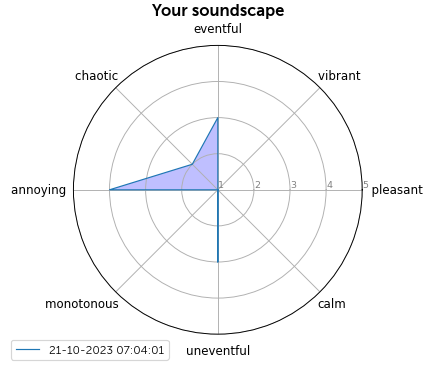 Your soundscape
eventful
chaotic
vibrant
annoying
1 2 3 4 5
pleasant
monotonous
calm
uneventful
21-10-2023 07:04:01